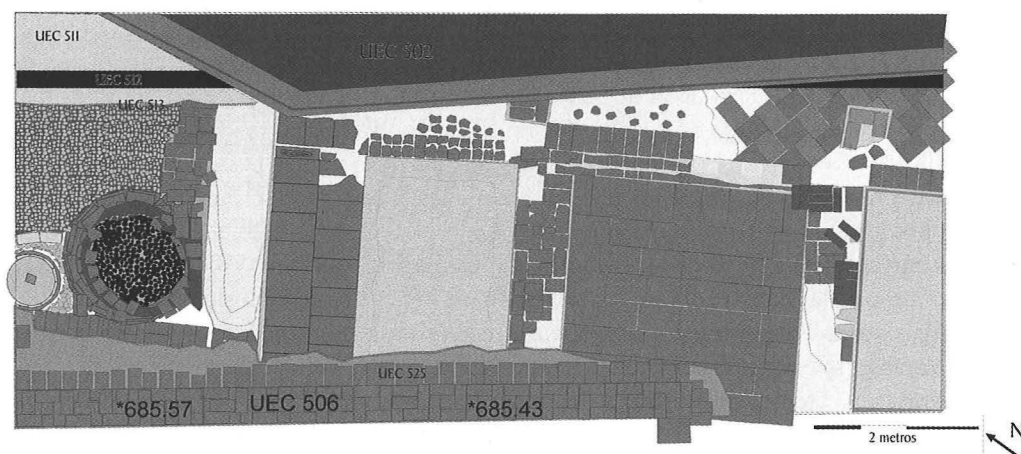 UEC 511
UEC 502
UEC 512
UEC 513
UEC 525
*685.57
UEC 506
*685.43
2 metros
N